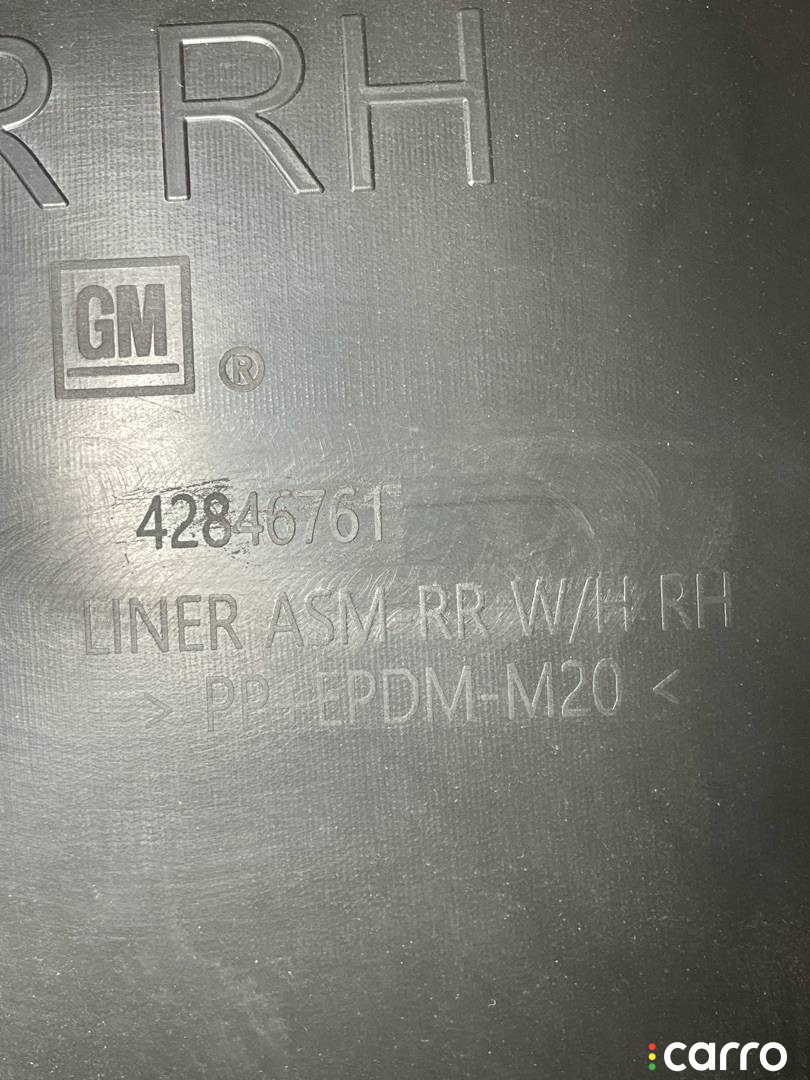 R RH
GM
®
42846761
LINER ASM-RR W/H RH
> PP+EPDM-M20 <
carro